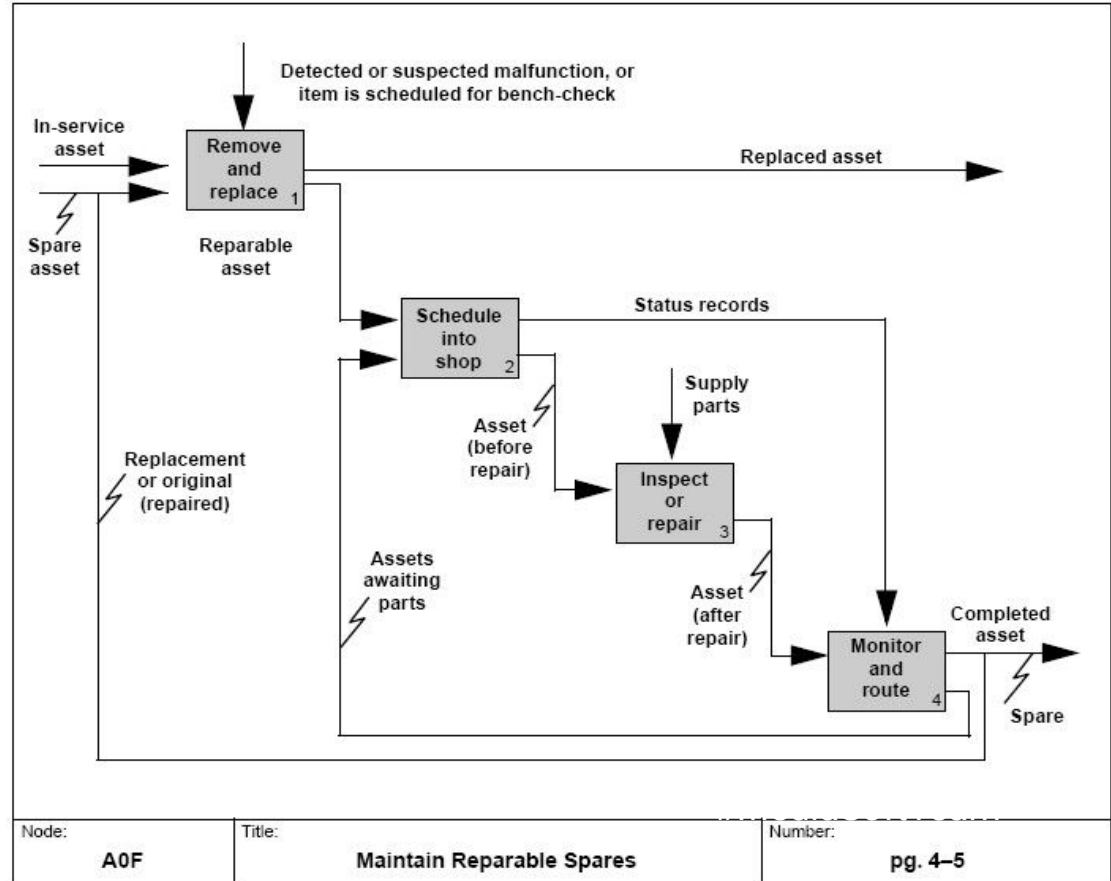 Detected or suspected malfunction, or
item is scheduled for bench-check
In-service
asset
Remove
and
replace
1
Replaced asset
Spare
asset
Reparable
asset
Schedule
into
shop
2
Status records
Supply
parts
Asset
(before
repair)
Replacement
or original
(repaired)
Inspect
or
repair
3
Assets
awaiting
parts
Asset
(after
repair)
Completed
asset
Monitor
and
route
4
Spare
Node:
A0F
Title:
Maintain Reparable Spares
Number:
pg. 4–5